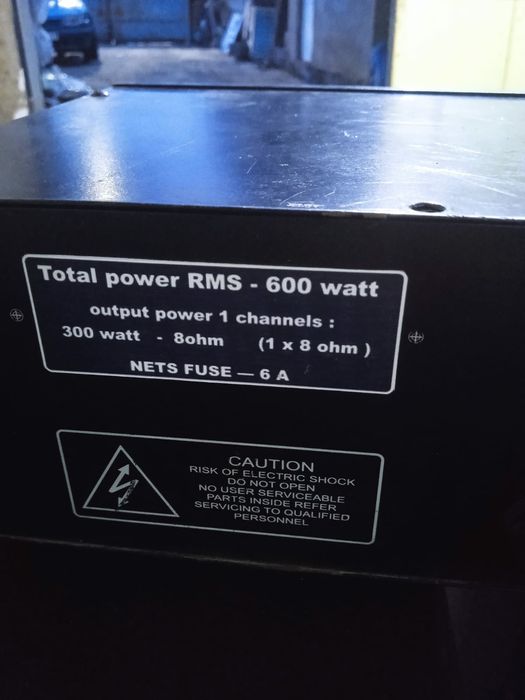 Total power RMS - 600 watt
output power 1 channels :
300 watt - 8ohm (1 x 8 ohm )
NETS FUSE — 6 A
CAUTION
RISK OF ELECTRIC SHOCK
DO NOT OPEN
NO USER SERVICEABLE
PARTS INSIDE REFER
SERVICING TO QUALIFIED
PERSONNEL